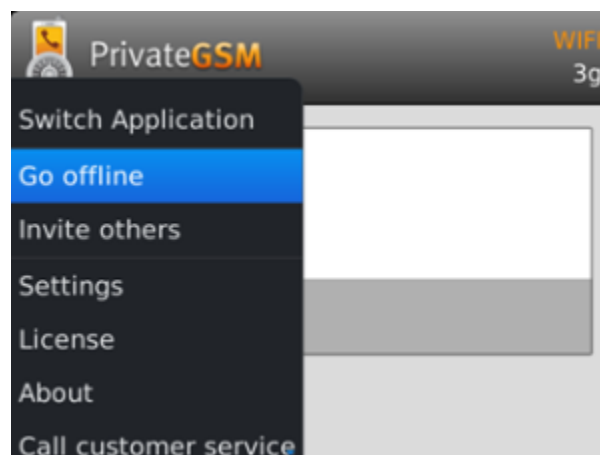 PrivateGSM
WIFI
3g
Switch Application
Go offline
Invite others
Settings
License
About
Call customer service